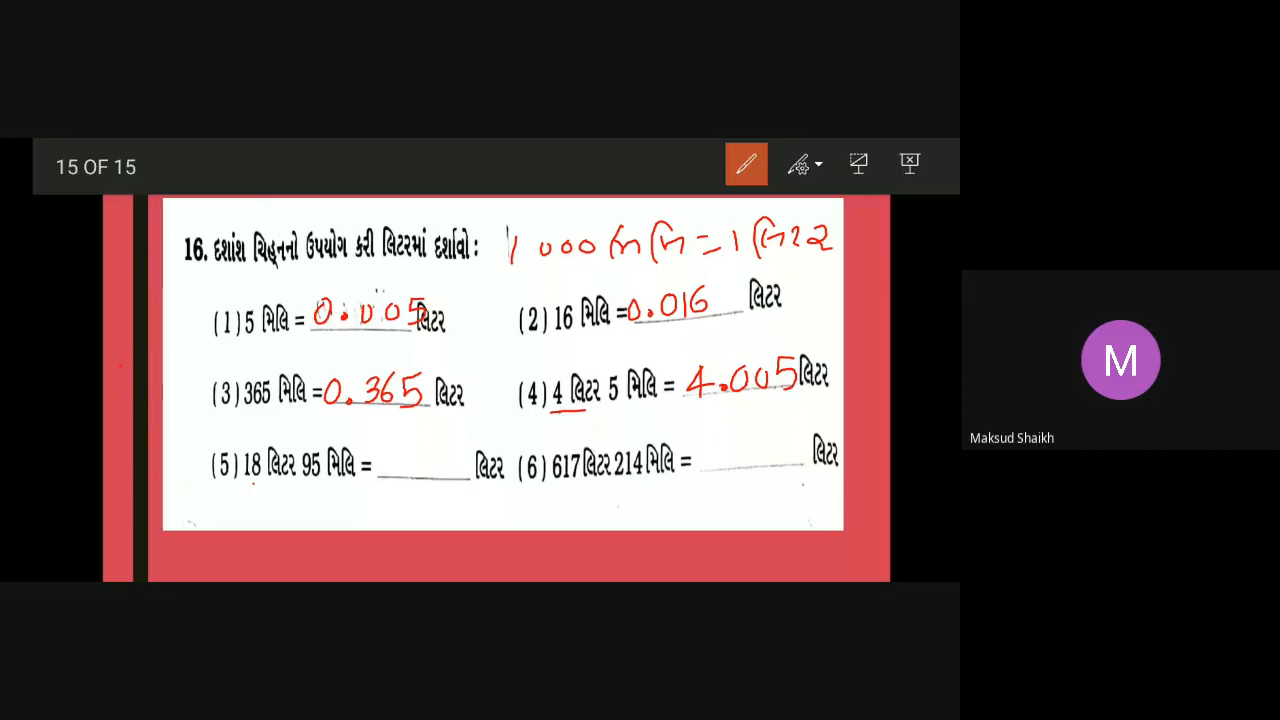 15 OF 15
16. દશાંશ ચિહ્નનો ઉપયોગ કરી લિટરમાં દર્શાવો : 1000 મિલિ = 1 લિટર
(1) 5 મિલિ = 0.005 લિટર (2) 16 મિલિ = 0.016 લિટર
(3) 365 મિલિ = 0.365 લિટર (4) 4 લિટર 5 મિલિ = 4.005 લિટર
(5) 18 લિટર 95 મિલિ = ________ લિટર (6) 617 લિટર 214 મિલિ = ________ લિટર
M
Maksud Shaikh